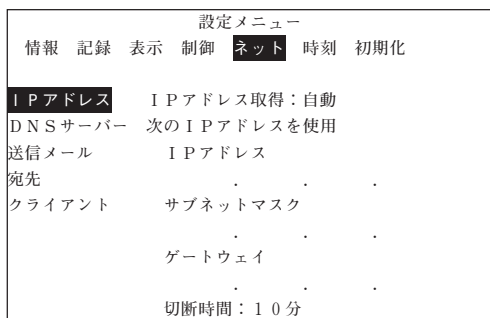 設定メニュー
情報 記録 表示 制御 ネット 時刻 初期化
ＩＰアドレス ＩＰアドレス取得：自動
ＤＮＳサーバー 次のＩＰアドレスを使用
送信メール ＩＰアドレス
宛先 . . .
クライアント サブネットマスク
. . .
ゲートウェイ
. . .
切断時間：１０分